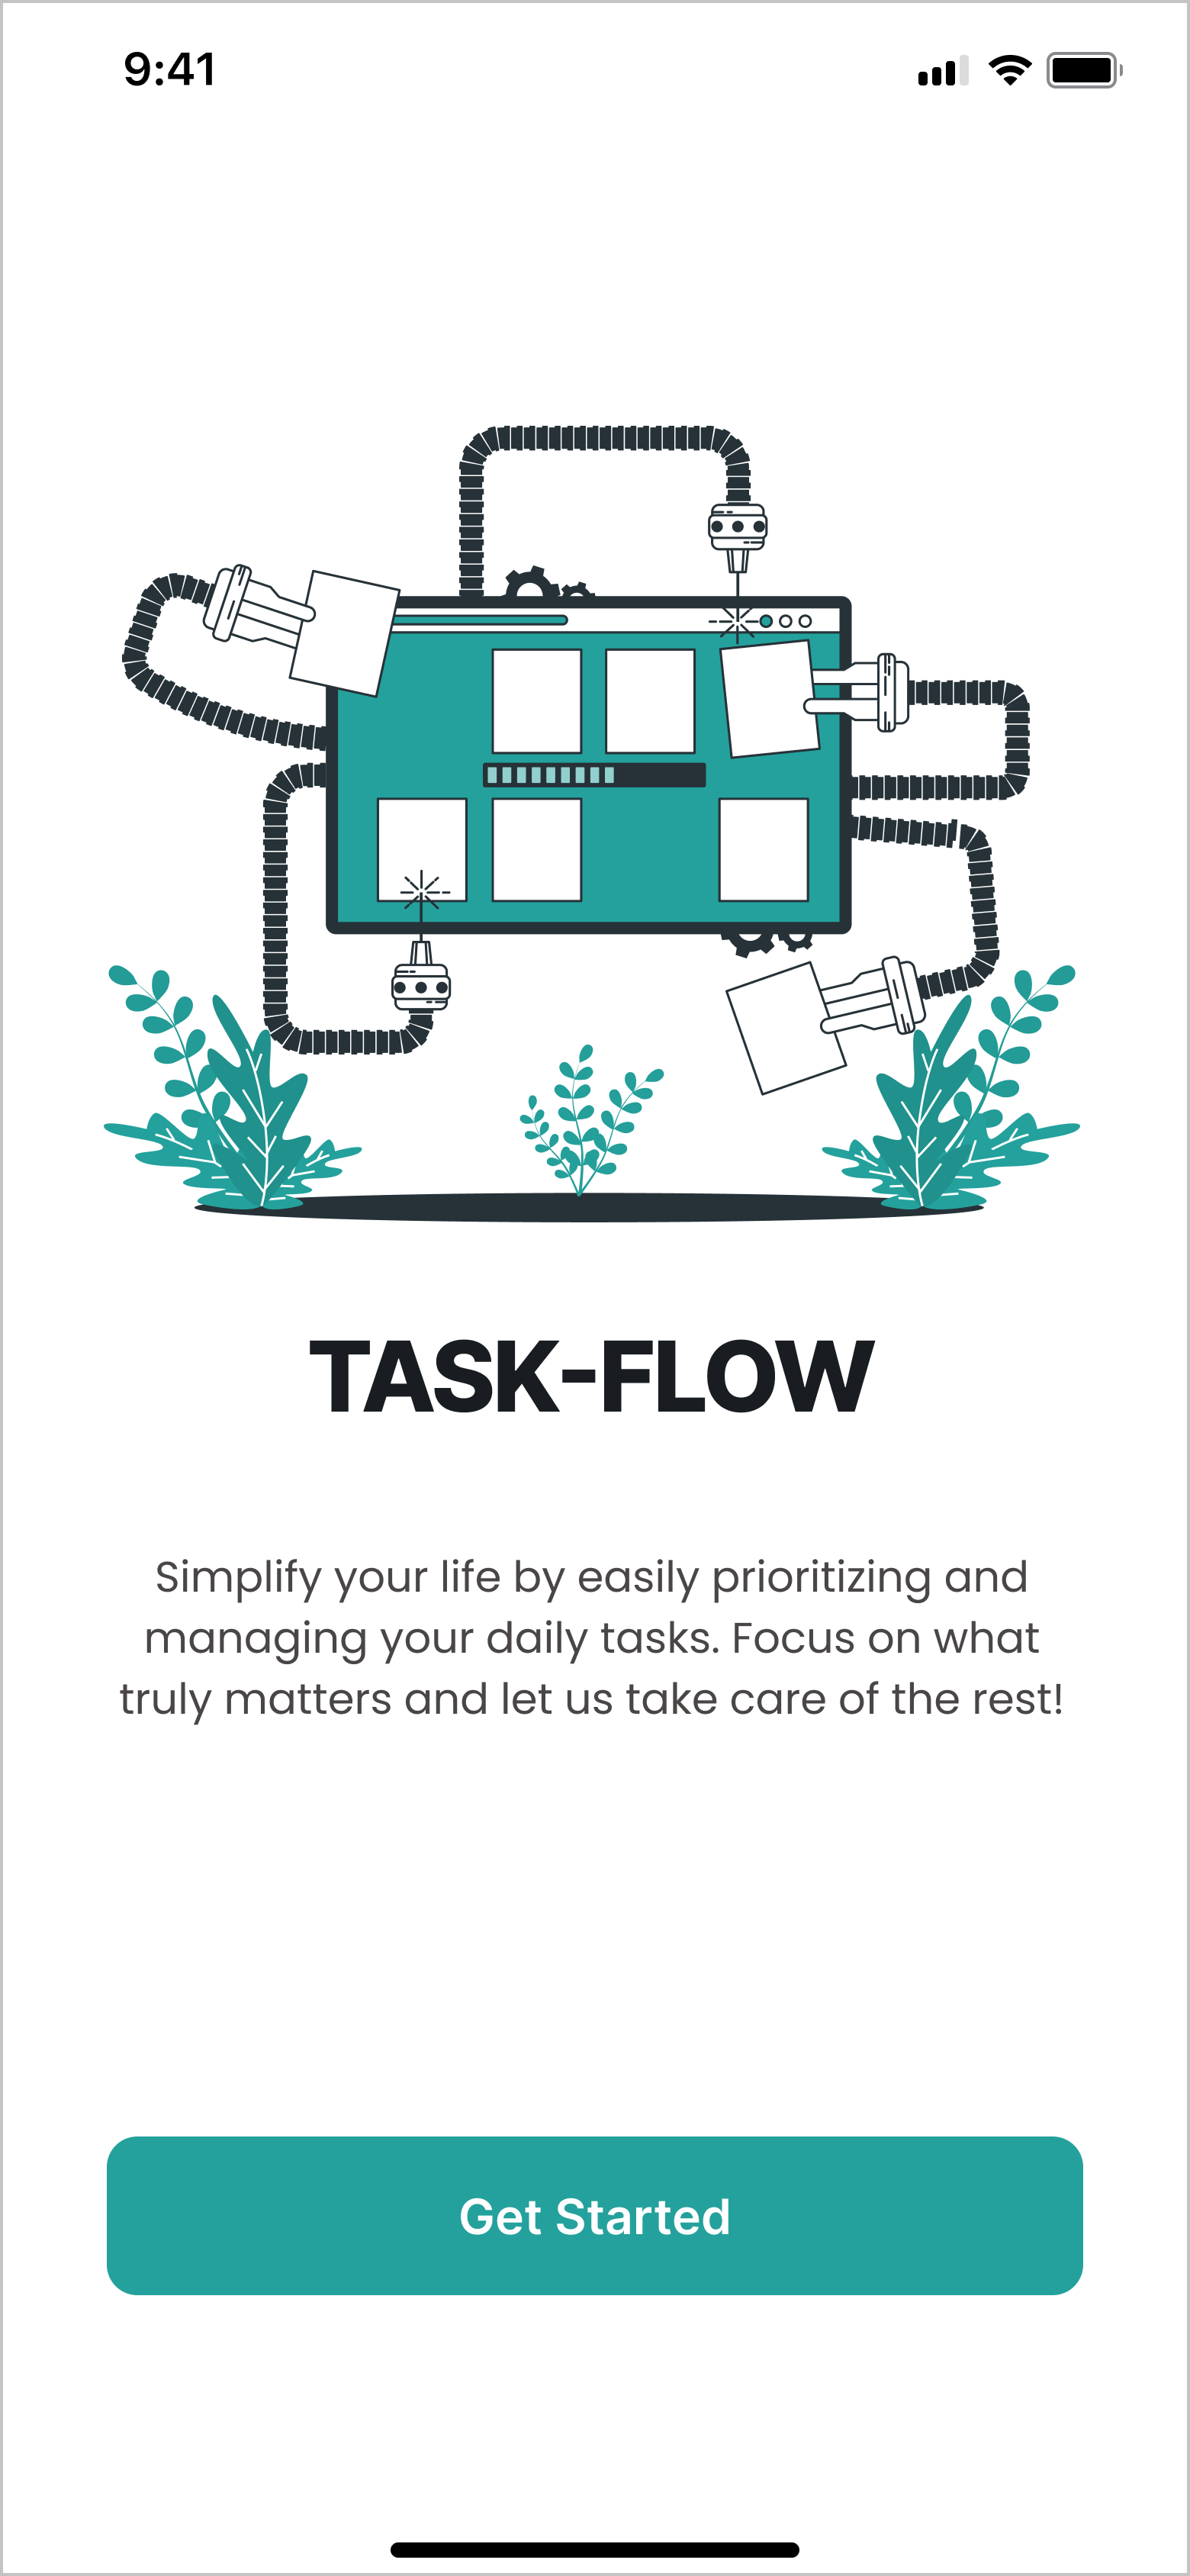 9:41
TASK-FLOW
Simplify your life by easily prioritizing and
managing your daily tasks. Focus on what
truly matters and let us take care of the rest!
Get Started